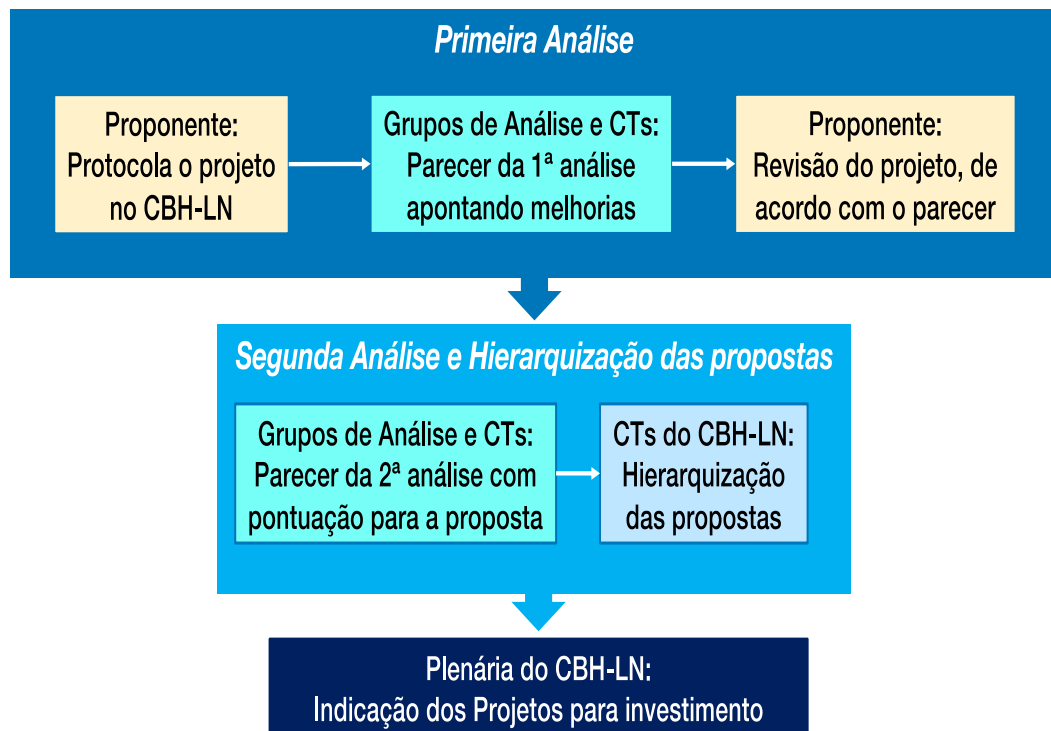 Primeira Análise
Proponente:
Protocola o projeto
no CBH-LN
Grupos de Análise e CTs:
Parecer da 1ª análise
apontando melhorias
Proponente:
Revisão do projeto, de
acordo com o parecer
Segunda Análise e Hierarquização das propostas
Grupos de Análise e CTs:
Parecer da 2ª análise com
pontuação para a proposta
CTs do CBH-LN:
Hierarquização
das propostas
Plenária do CBH-LN:
Indicação dos Projetos para investimento